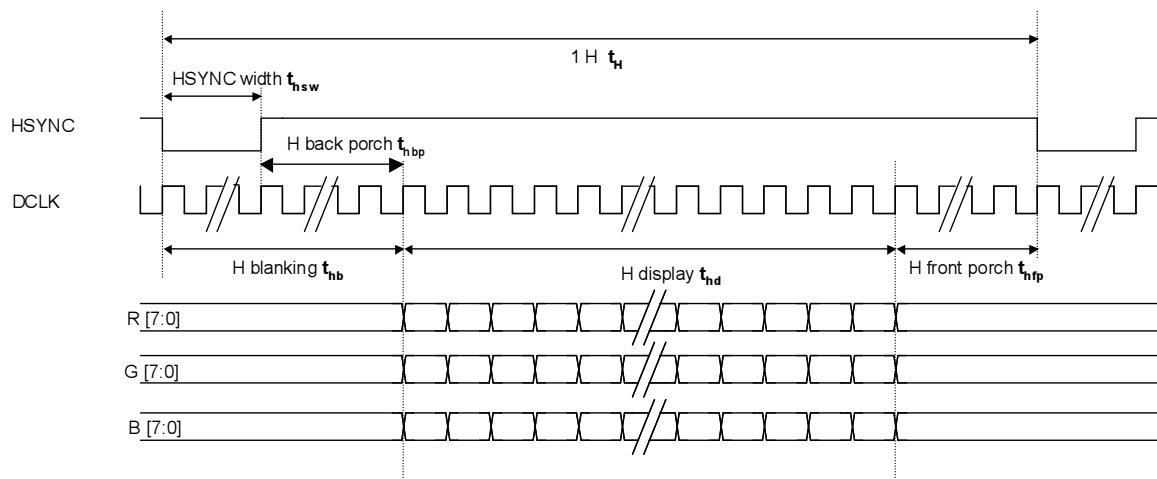 1 H t_H
HSYNC width t_hsw
HSYNC
H back porch t_hbp
DCLK
H blanking t_hb
H display t_hd
H front porch t_hfp
R [7:0]
G [7:0]
B [7:0]